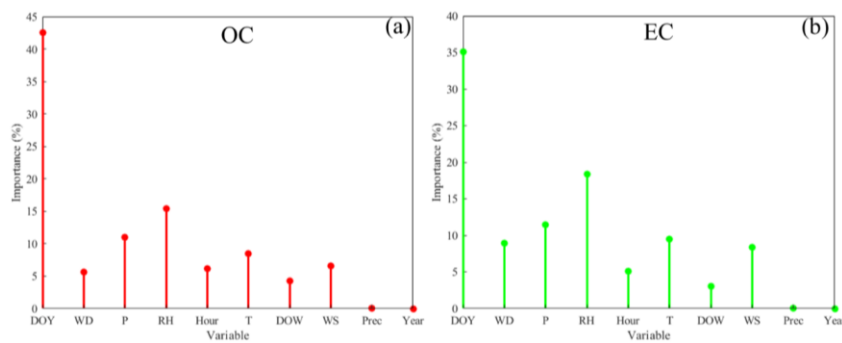 OC
(a)
45
40
35
30
25
20
15
10
5
0
Importance (%)
DOY WD P RH Hour T DOW WS Prec Year
Variable
EC
(b)
40
35
30
25
20
15
10
5
0
Importance (%)
DOY WD P RH Hour T DOW WS Prec Yea
Variable